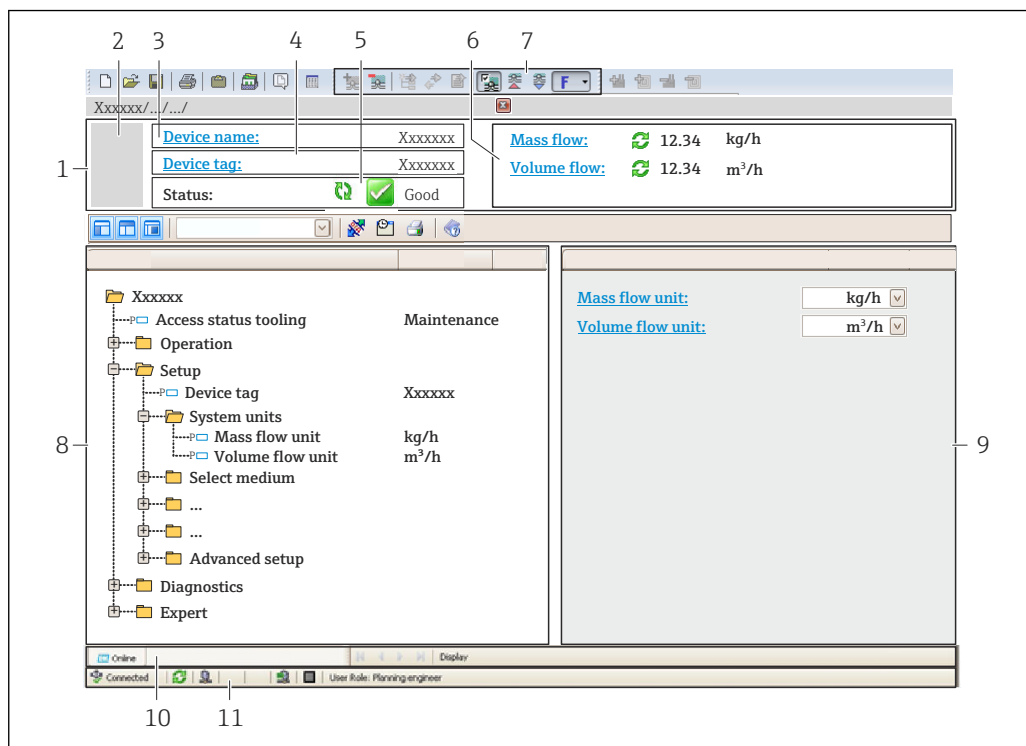 2 3 4 5 6 7
F
Xxxxxx/.../.../
1
Device name: Xxxxxxx
Device tag: Xxxxxxx
Status: Good
Mass flow: 12.34 kg/h
Volume flow: 12.34 m³/h
Xxxxxx
P Access status tooling Maintenance
Operation
Setup
P Device tag Xxxxxx
System units
P Mass flow unit kg/h
P Volume flow unit m³/h
Select medium
...
...
Advanced setup
Diagnostics
Expert
Mass flow unit: kg/h
Volume flow unit: m³/h
8
9
Online Display
Connected User Role: Planning engineer
10 11